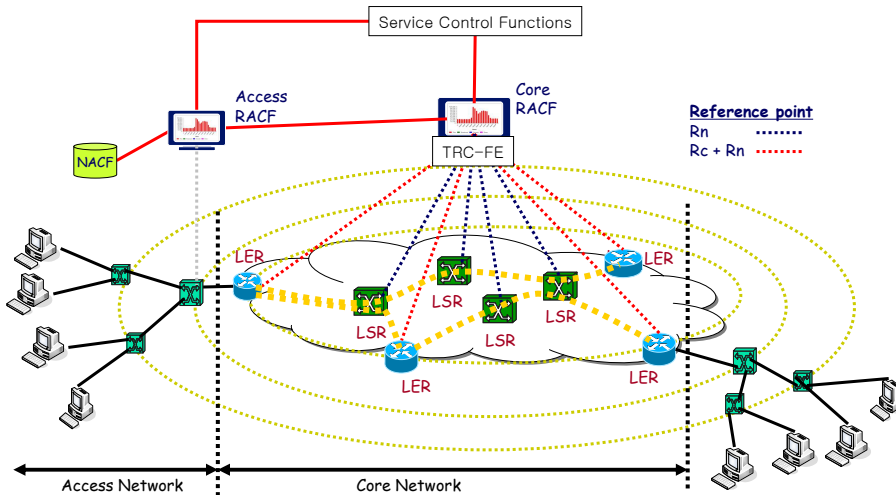 Service Control Functions
Access
RACF
Core
RACF
Reference point
Rn
Rc + Rn
NACF
TRC-FE
LER
LER
LSR
LSR
LSR
LSR
LER
LER
Access Network
Core Network